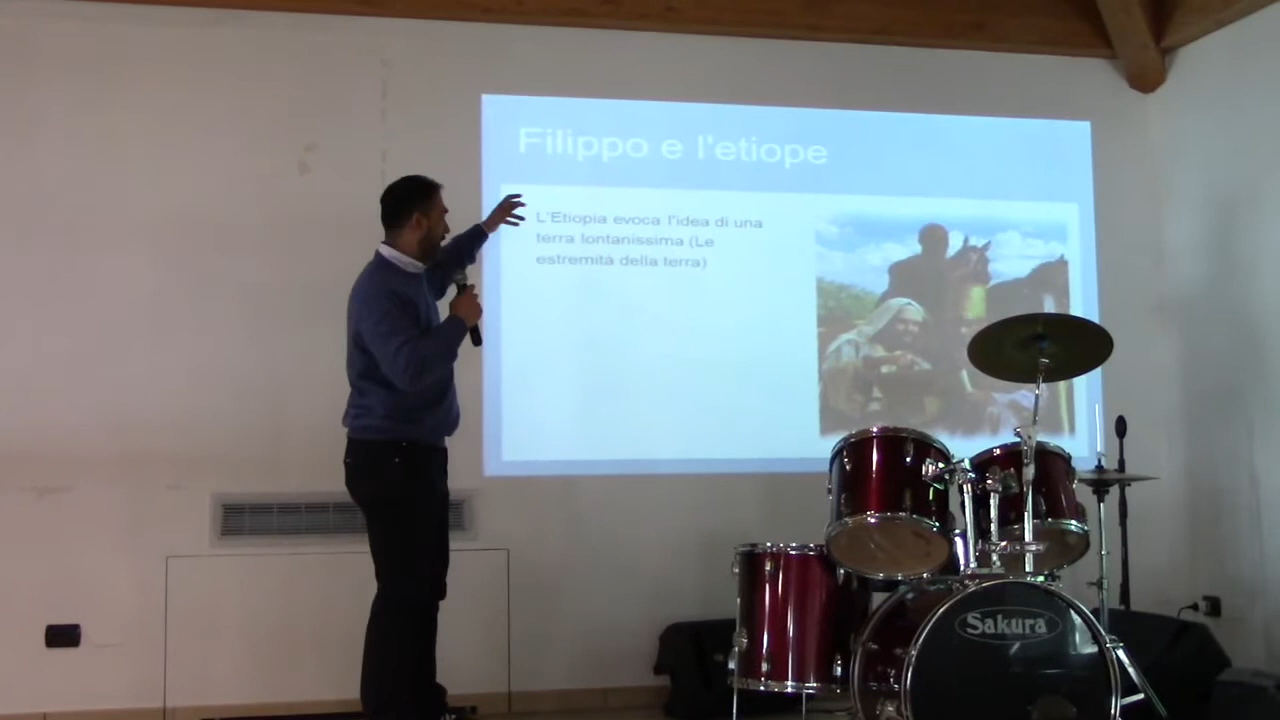 Filippo e l'etiope
L'Etiopia evoca l'idea di una
terra lontanissima (Le
estremità della terra)
Sakura